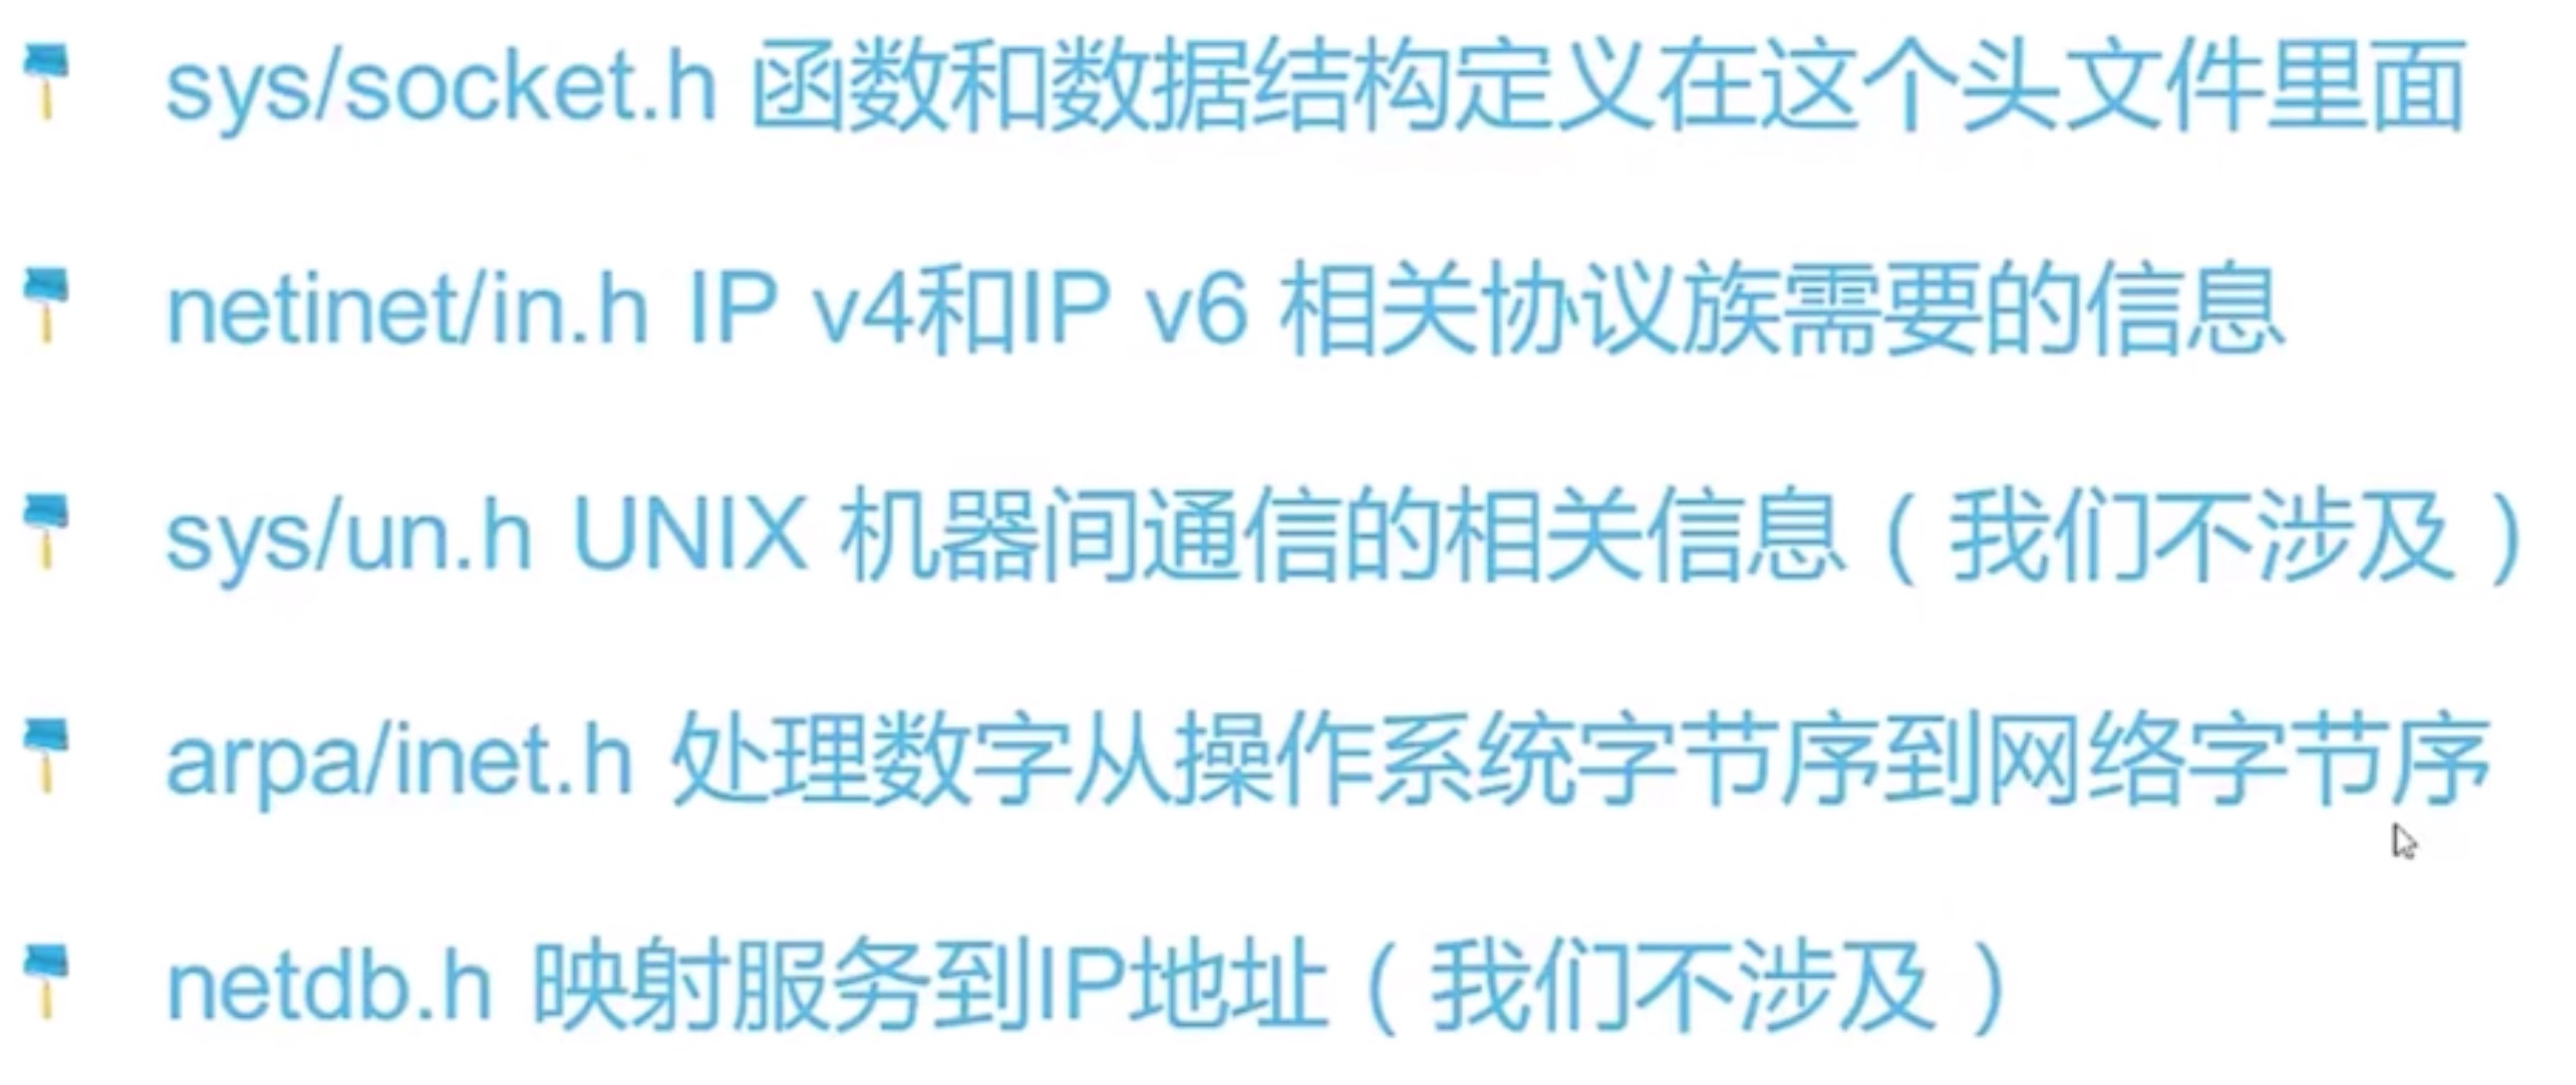 sys/socket.h 函数和数据结构定义在这个头文件里面
netinet/in.h IP v4和IP v6 相关协议族需要的信息
sys/un.h UNIX 机器间通信的相关信息（我们不涉及）
arpa/inet.h 处理数字从操作系统字节序到网络字节序
netdb.h 映射服务到IP地址（我们不涉及）